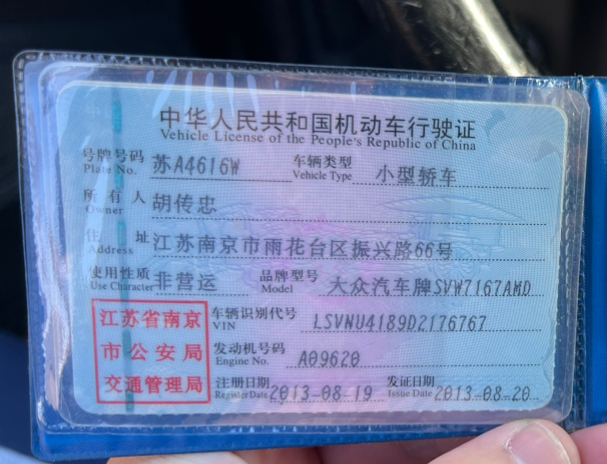 中华人民共和国机动车行驶证
Vehicle License of the People's Republic of China
号牌号码 苏A4616W 车辆类型 小型轿车
Plate No. Vehicle Type
所有人 胡传忠
Owner
住址 江苏南京市雨花台区振兴路66号
Address
使用性质 非营运 品牌型号 大众汽车牌SVW7167AMD
Use Character Model
江苏省南京
市公安局
交通管理局
车辆识别代号 LSVNU4189D2176767
VIN
发动机号码 A09620
Engine No.
注册日期 2013-08-19 发证日期 2013-08-20
Register Date Issue Date